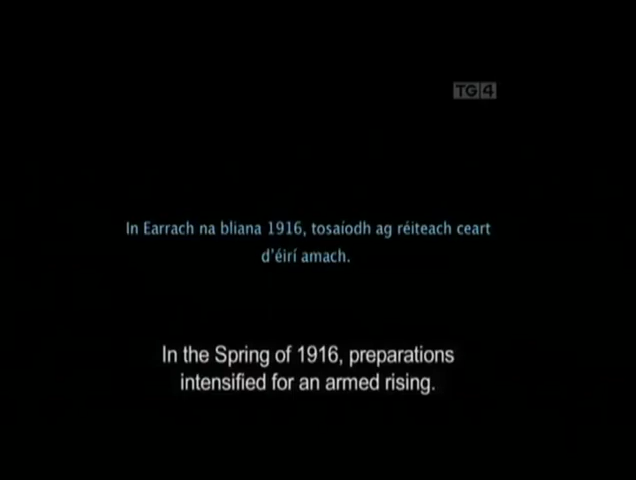 TG4
In Earrach na bliana 1916, tosaíodh ag réiteach ceart
d'éirí amach.
In the Spring of 1916, preparations
intensified for an armed rising.